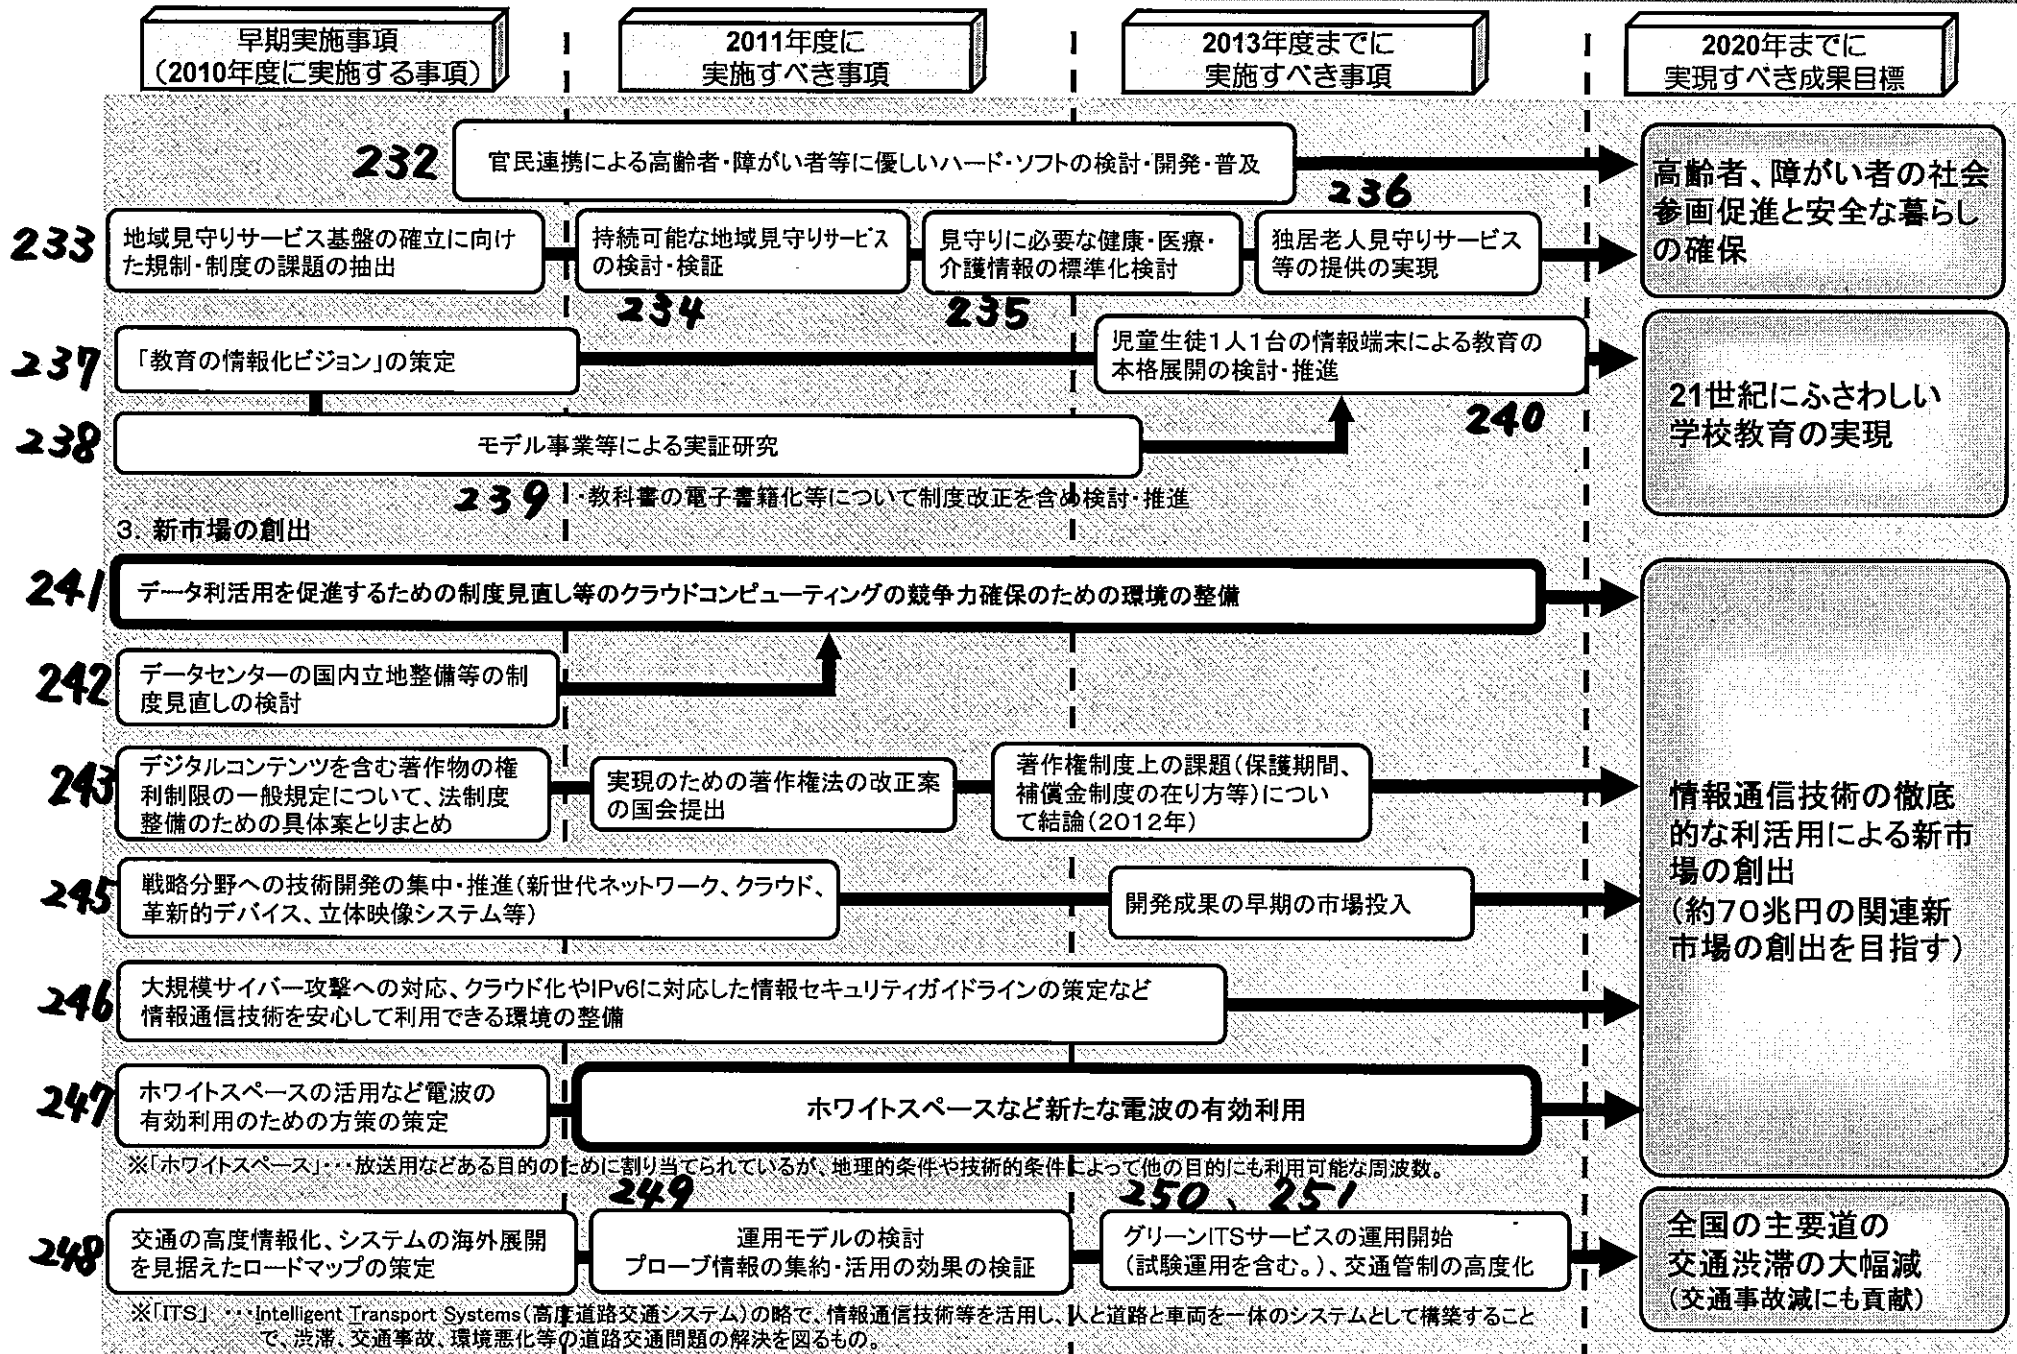 早期実施事項
（2010年度に実施する事項）
2011年度に
実施すべき事項
2013年度までに
実施すべき事項
2020年までに
実現すべき成果目標
232
官民連携による高齢者・障がい者等に優しいハード・ソフトの検討・開発・普及
高齢者、障がい者の社会
参画促進と安全な暮らし
の確保
233
地域見守りサービス基盤の確立に向け
た規制・制度の課題の抽出
持続可能な地域見守りサービス
の検討・検証
234
見守りに必要な健康・医療・
介護情報の標準化検討
235
236
独居老人見守りサービス
等の提供の実現
237
「教育の情報化ビジョン」の策定
児童生徒1人1台の情報端末による教育の
本格展開の検討・推進
240
21世紀にふさわしい
学校教育の実現
238
モデル事業等による実証研究
239
・教科書の電子書籍化等について制度改正を含め検討・推進
3．新市場の創出
241
データ利活用を促進するための制度見直し等のクラウドコンピューティングの競争力確保のための環境の整備
242
データセンターの国内立地整備等の制
度見直しの検討
243
デジタルコンテンツを含む著作物の権
利制限の一般規定について、法制度
整備のための具体案とりまとめ
実現のための著作権法の改正案
の国会提出
著作権制度上の課題（保護期間、
補償金制度の在り方等）につい
て結論（2012年）
情報通信技術の徹底
的な利活用による新市
場の創出
（約70兆円の関連新
市場の創出を目指す）
245
戦略分野への技術開発の集中・推進（新世代ネットワーク、クラウド、
革新的デバイス、立体映像システム等）
開発成果の早期の市場投入
246
大規模サイバー攻撃への対応、クラウド化やIPv6に対応した情報セキュリティガイドラインの策定など
情報通信技術を安心して利用できる環境の整備
247
ホワイトスペースの活用など電波の
有効利用のための方策の策定
ホワイトスペースなど新たな電波の有効利用
※「ホワイトスペース」・・・放送用などある目的のために割り当てられているが、地理的条件や技術的条件によって他の目的にも利用可能な周波数。
248
交通の高度情報化、システムの海外展開
を見据えたロードマップの策定
249
運用モデルの検討
プローブ情報の集約・活用の効果の検証
250、251
グリーンITSサービスの運用開始
（試験運用を含む。）、交通管制の高度化
全国の主要道の
交通渋滞の大幅減
（交通事故減にも貢献）
※「ITS」・・・Intelligent Transport Systems（高度道路交通システム）の略で、情報通信技術等を活用し、人と道路と車両を一体のシステムとして構築すること
で、渋滞、交通事故、環境悪化等の道路交通問題の解決を図るもの。